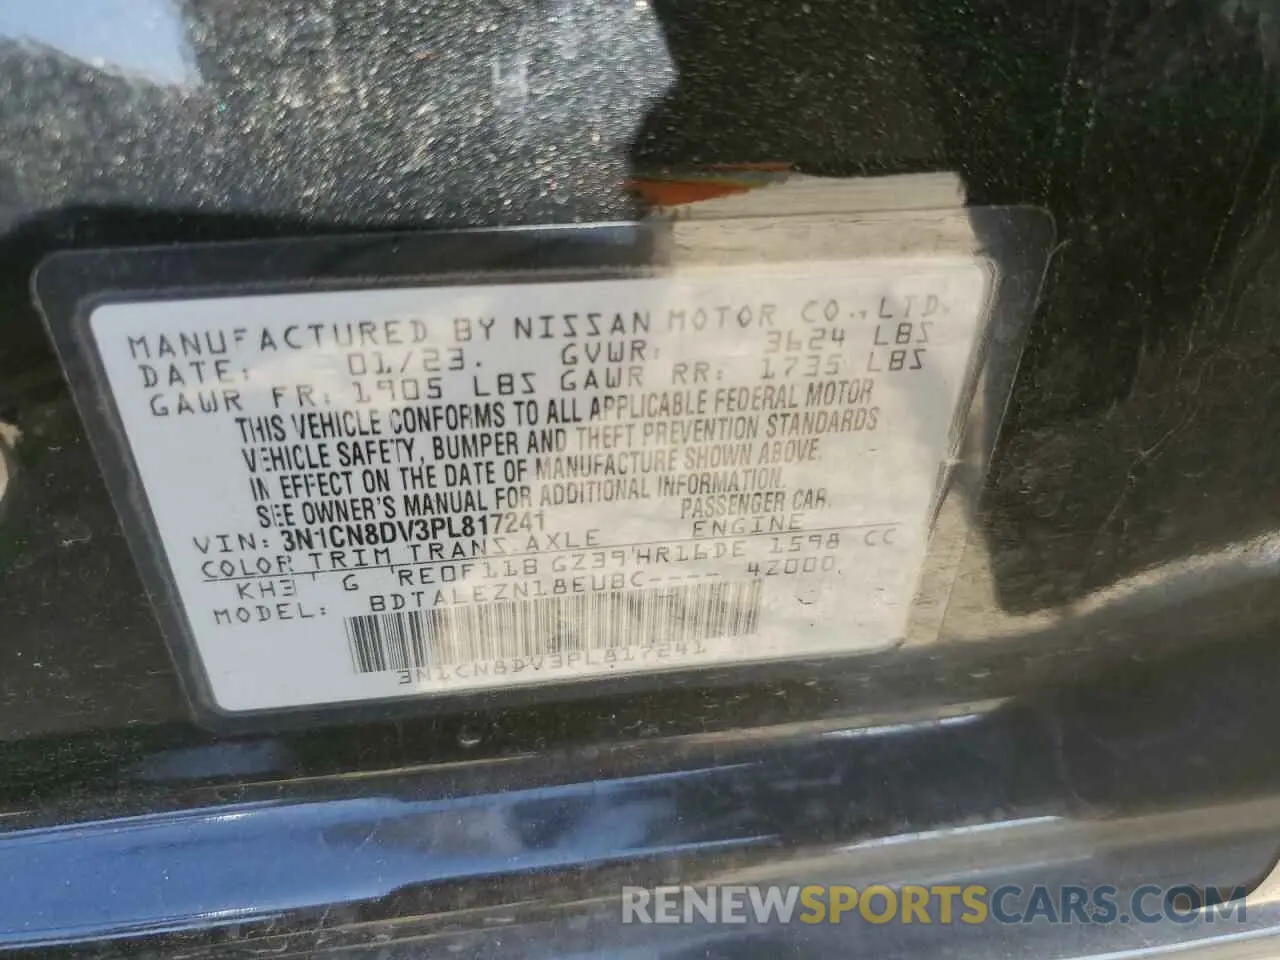 MANUFACTURED BY NISSAN MOTOR CO., LTD.
DATE: 01/23. GVWR: 3624 LBS
GAWR FR: 1905 LBS GAWR RR: 1735 LBS
THIS VEHICLE CONFORMS TO ALL APPLICABLE FEDERAL MOTOR
VEHICLE SAFETY, BUMPER AND THEFT PREVENTION STANDARDS
IN EFFECT ON THE DATE OF MANUFACTURE SHOWN ABOVE.
SEE OWNER'S MANUAL FOR ADDITIONAL INFORMATION.
VIN: 3N1CN8DV3PL817241 PASSENGER CAR.
COLOR TRIM TRANS AXLE ENGINE
KH3 G RE0F11B GZ39 HR16DE 1598 CC
MODEL: BDTALEZN18EUBC---- 4Z000
3N1CN8DV3PL817241
RENEWSPORTSCARS.COM